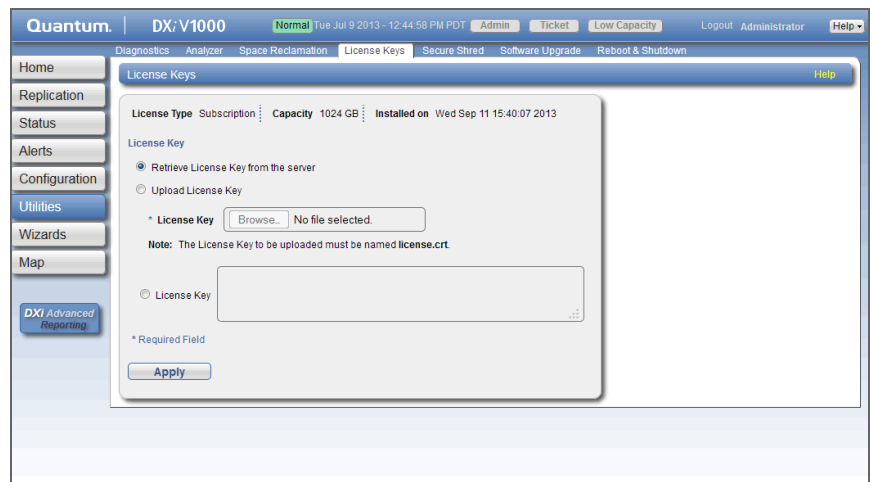 Quantum. DXi V1000 Normal Tue Jul 9 2013 - 12:44:58 PM PDT Admin Ticket Low Capacity Logout Administrator Help
Diagnostics Analyzer Space Reclamation License Keys Secure Shred Software Upgrade Reboot & Shutdown
Home
Replication
Status
Alerts
Configuration
Utilities
Wizards
Map
DXi Advanced
Reporting
License Keys Help
License Type Subscription Capacity 1024 GB Installed on Wed Sep 11 15:40:07 2013
License Key
Retrieve License Key from the server
Upload License Key
* License Key Browse... No file selected.
Note: The License Key to be uploaded must be named license.crt.
License Key
* Required Field
Apply